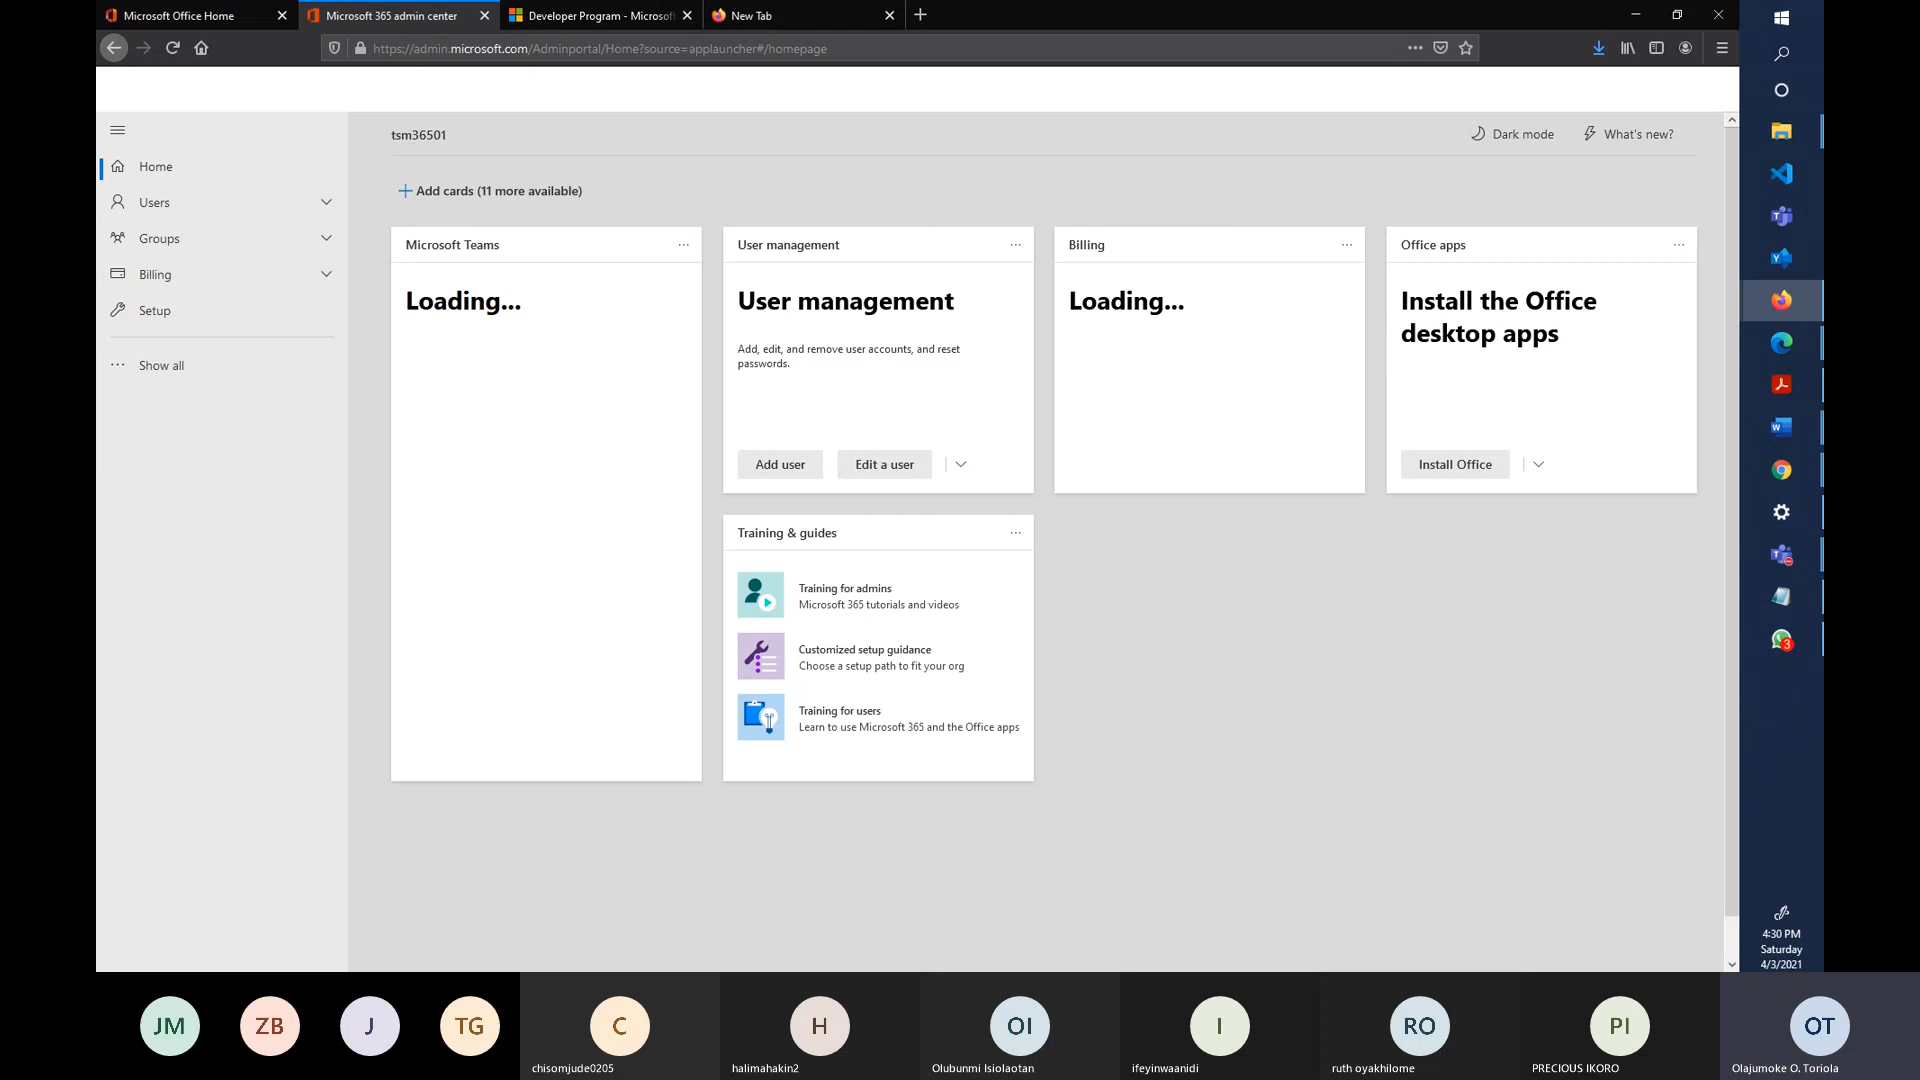 Microsoft Office Home
Microsoft 365 admin center
Developer Program - Microsof
New Tab
https://admin.microsoft.com/Adminportal/Home?source=applauncher#/homepage
tsm36501
Dark mode
What's new?
Home
Users
Groups
Billing
Setup
Show all
Add cards (11 more available)
Microsoft Teams
Loading...
User management
User management
Add, edit, and remove user accounts, and reset
passwords.
Add user
Edit a user
Billing
Loading...
Office apps
Install the Office
desktop apps
Install Office
Training & guides
Training for admins
Microsoft 365 tutorials and videos
Customized setup guidance
Choose a setup path to fit your org
Training for users
Learn to use Microsoft 365 and the Office apps
3
4:30 PM
Saturday
4/3/2021
JM
ZB
J
TG
C
chisomjude0205
H
halimahakin2
OI
Olubunmi Isiolaotan
I
ifeyinwaanidi
RO
ruth oyakhilome
PI
PRECIOUS IKORO
OT
Olajumoke O. Toriola